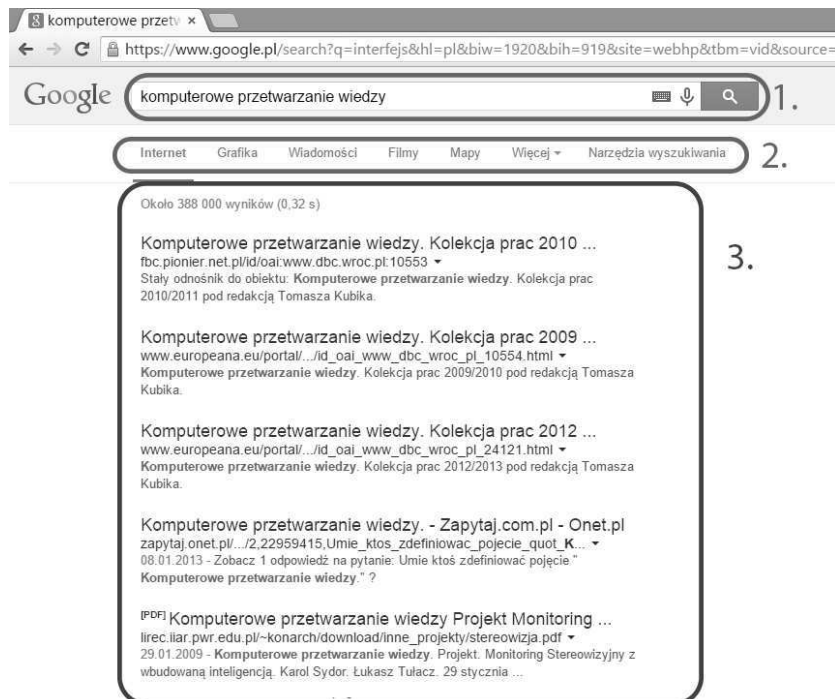 8 komputerowe przetw ×
https://www.google.pl/search?q=interfejs&hl=pl&biw=1920&bih=919&site=webhp&tbm=vid&source=
Google komputerowe przetwarzanie wiedzy 1.
Internet Grafika Wiadomości Filmy Mapy Więcej Narzędzia wyszukiwania 2.
Około 388 000 wyników (0,32 s)
3.
Komputerowe przetwarzanie wiedzy. Kolekcja prac 2010 ...
fbc.pionier.net.pl/id/oai:www.dbc.wroc.pl:10553
Stały odnośnik do obiektu: Komputerowe przetwarzanie wiedzy. Kolekcja prac
2010/2011 pod redakcją Tomasza Kubika.
Komputerowe przetwarzanie wiedzy. Kolekcja prac 2009 ...
www.europeana.eu/portal/.../id_oai_www_dbc_wroc_pl_10554.html
Komputerowe przetwarzanie wiedzy. Kolekcja prac 2009/2010 pod redakcją Tomasza
Kubika.
Komputerowe przetwarzanie wiedzy. Kolekcja prac 2012 ...
www.europeana.eu/portal/.../id_oai_www_dbc_wroc_pl_24121.html
Komputerowe przetwarzanie wiedzy. Kolekcja prac 2012/2013 pod redakcją Tomasza
Kubika.
Komputerowe przetwarzanie wiedzy. - Zapytaj.com.pl - Onet.pl
zapytaj.onet.pl/.../2,22959415,Umie_ktos_zdefiniowac_pojecie_quot_K...
08.01.2013 - Zobacz 1 odpowiedź na pytanie: Umie ktoś zdefiniować pojęcie "
Komputerowe przetwarzanie wiedzy." ?
[PDF] Komputerowe przetwarzanie wiedzy Projekt Monitoring ...
lirec.iiar.pwr.edu.pl/~konarch/download/inne_projekty/stereowizja.pdf
29.01.2009 - Komputerowe przetwarzanie wiedzy. Projekt. Monitoring Stereowizyjny z
wbudowaną inteligencją. Karol Sydor. Łukasz Tułacz. 29 stycznia ...